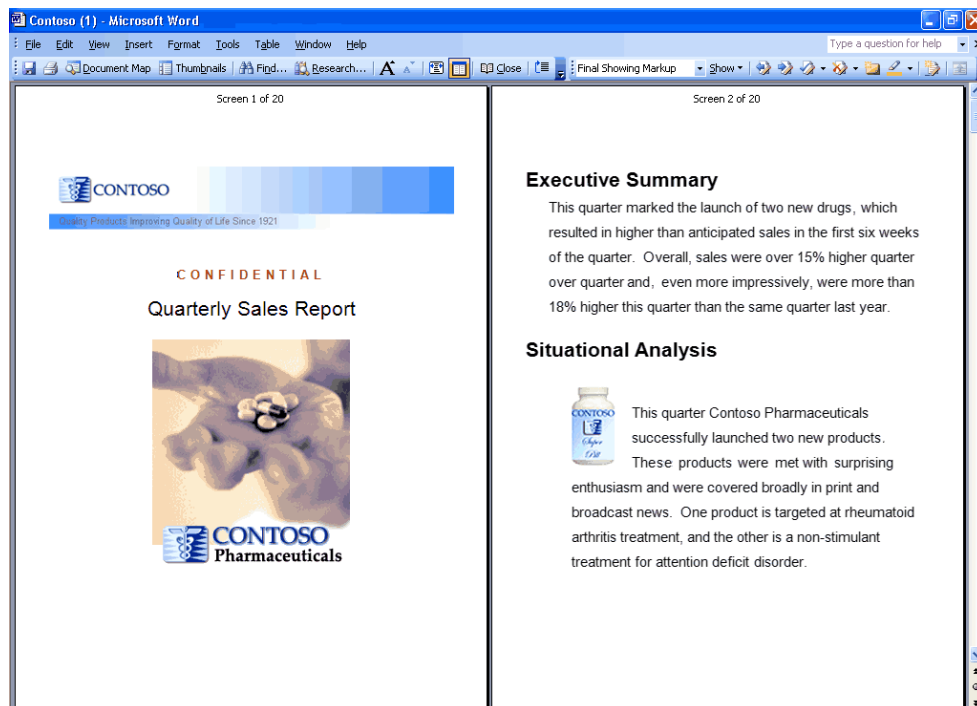 Contoso (1) - Microsoft Word
File Edit View Insert Format Tools Table Window Help
Type a question for help
Document Map Thumbnails Find... Research... A A Close Final Showing Markup Show
Screen 1 of 20
CONTOSO
Quality Products Improving Quality of Life Since 1921
CONFIDENTIAL
Quarterly Sales Report
CONTOSO
Pharmaceuticals
Screen 2 of 20
Executive Summary
This quarter marked the launch of two new drugs, which
resulted in higher than anticipated sales in the first six weeks
of the quarter. Overall, sales were over 15% higher quarter
over quarter and, even more impressively, were more than
18% higher this quarter than the same quarter last year.
Situational Analysis
CONTOSO
Super
Pill
This quarter Contoso Pharmaceuticals
successfully launched two new products.
These products were met with surprising
enthusiasm and were covered broadly in print and
broadcast news. One product is targeted at rheumatoid
arthritis treatment, and the other is a non-stimulant
treatment for attention deficit disorder.